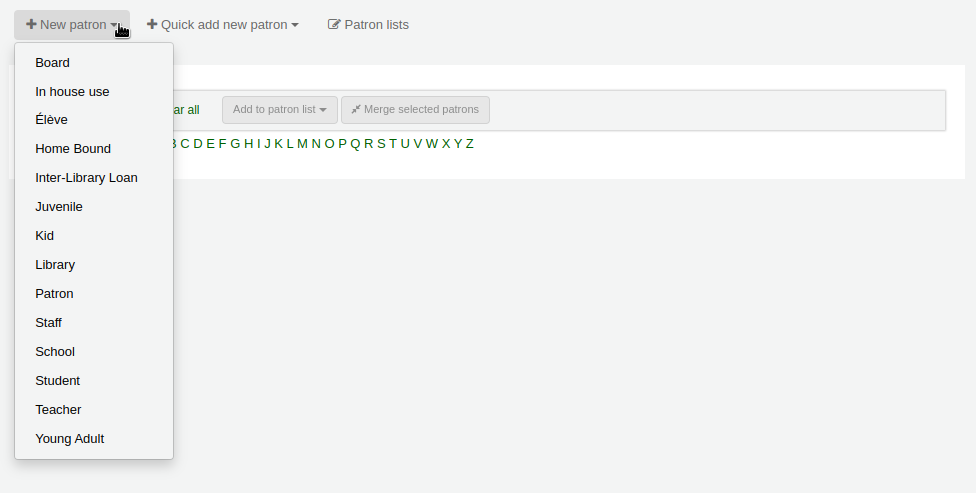 New patron
Quick add new patron
Patron lists
Board
In house use
Élève
Home Bound
Inter-Library Loan
Juvenile
Kid
Library
Patron
Staff
School
Student
Teacher
Young Adult
all
Add to patron list
Merge selected patrons
C D E F G H I J K L M N O P Q R S T U V W X Y Z